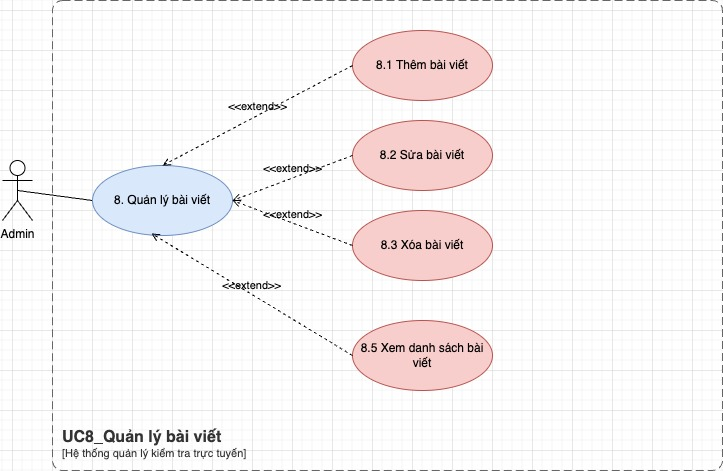 8.1 Thêm bài viết
<<extend>>
8.2 Sửa bài viết
<<extend>>
8. Quản lý bài viết
<<extend>>
Admin
8.3 Xóa bài viết
<<extend>>
8.5 Xem danh sách bài
viết
UC8_Quản lý bài viết
[Hệ thống quản lý kiểm tra trực tuyến]